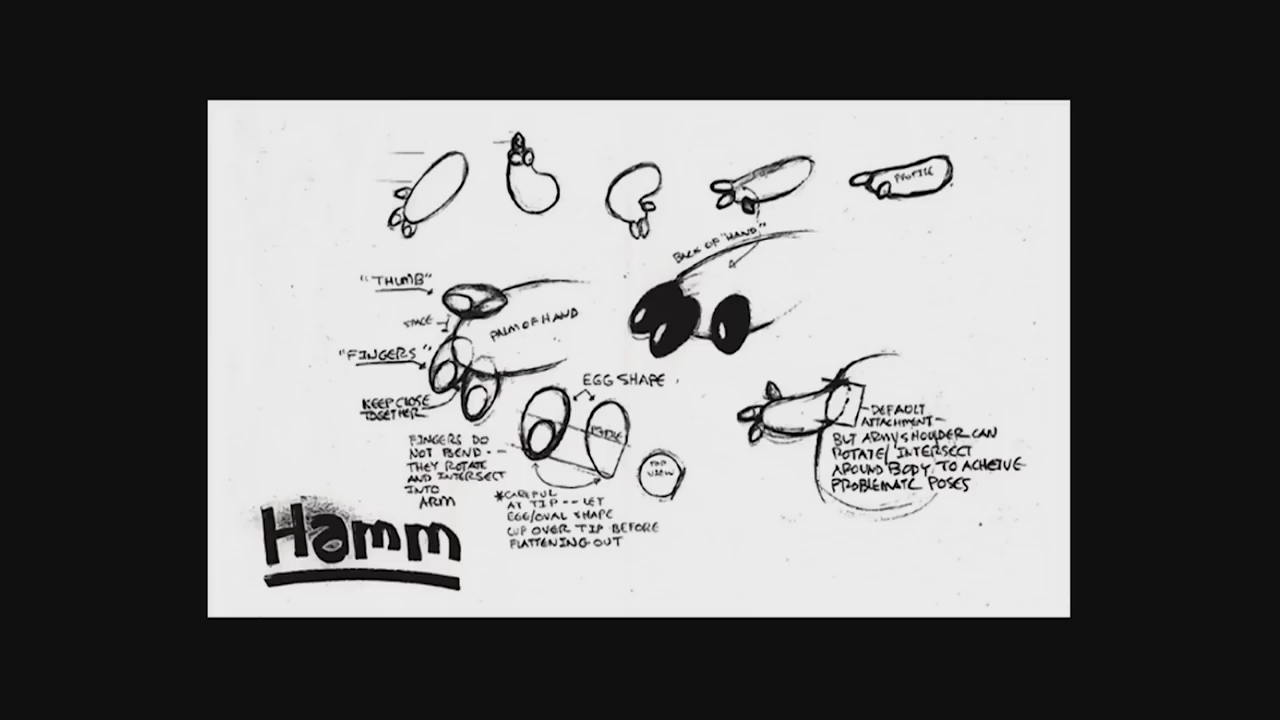 PROFILE
BACK OF "HAND"
"THUMB"
SPACE
PALM OF HAND
"FINGERS"
KEEP CLOSE
TOGETHER
EGG SHAPE
FINGERS DO
NOT BEND --
THEY ROTATE
AND INTERSECT
INTO
ARM
TOP
VIEW
*CAREFUL
AT TIP -- LET
EGG/OVAL SHAPE
CUP OVER TIP BEFORE
FLATTENING OUT
-DEFAULT
ATTACHMENT-
BUT ARM/SHOULDER CAN
ROTATE/INTERSECT
AROUND BODY TO ACHEIVE
PROBLEMATIC POSES
Hamm